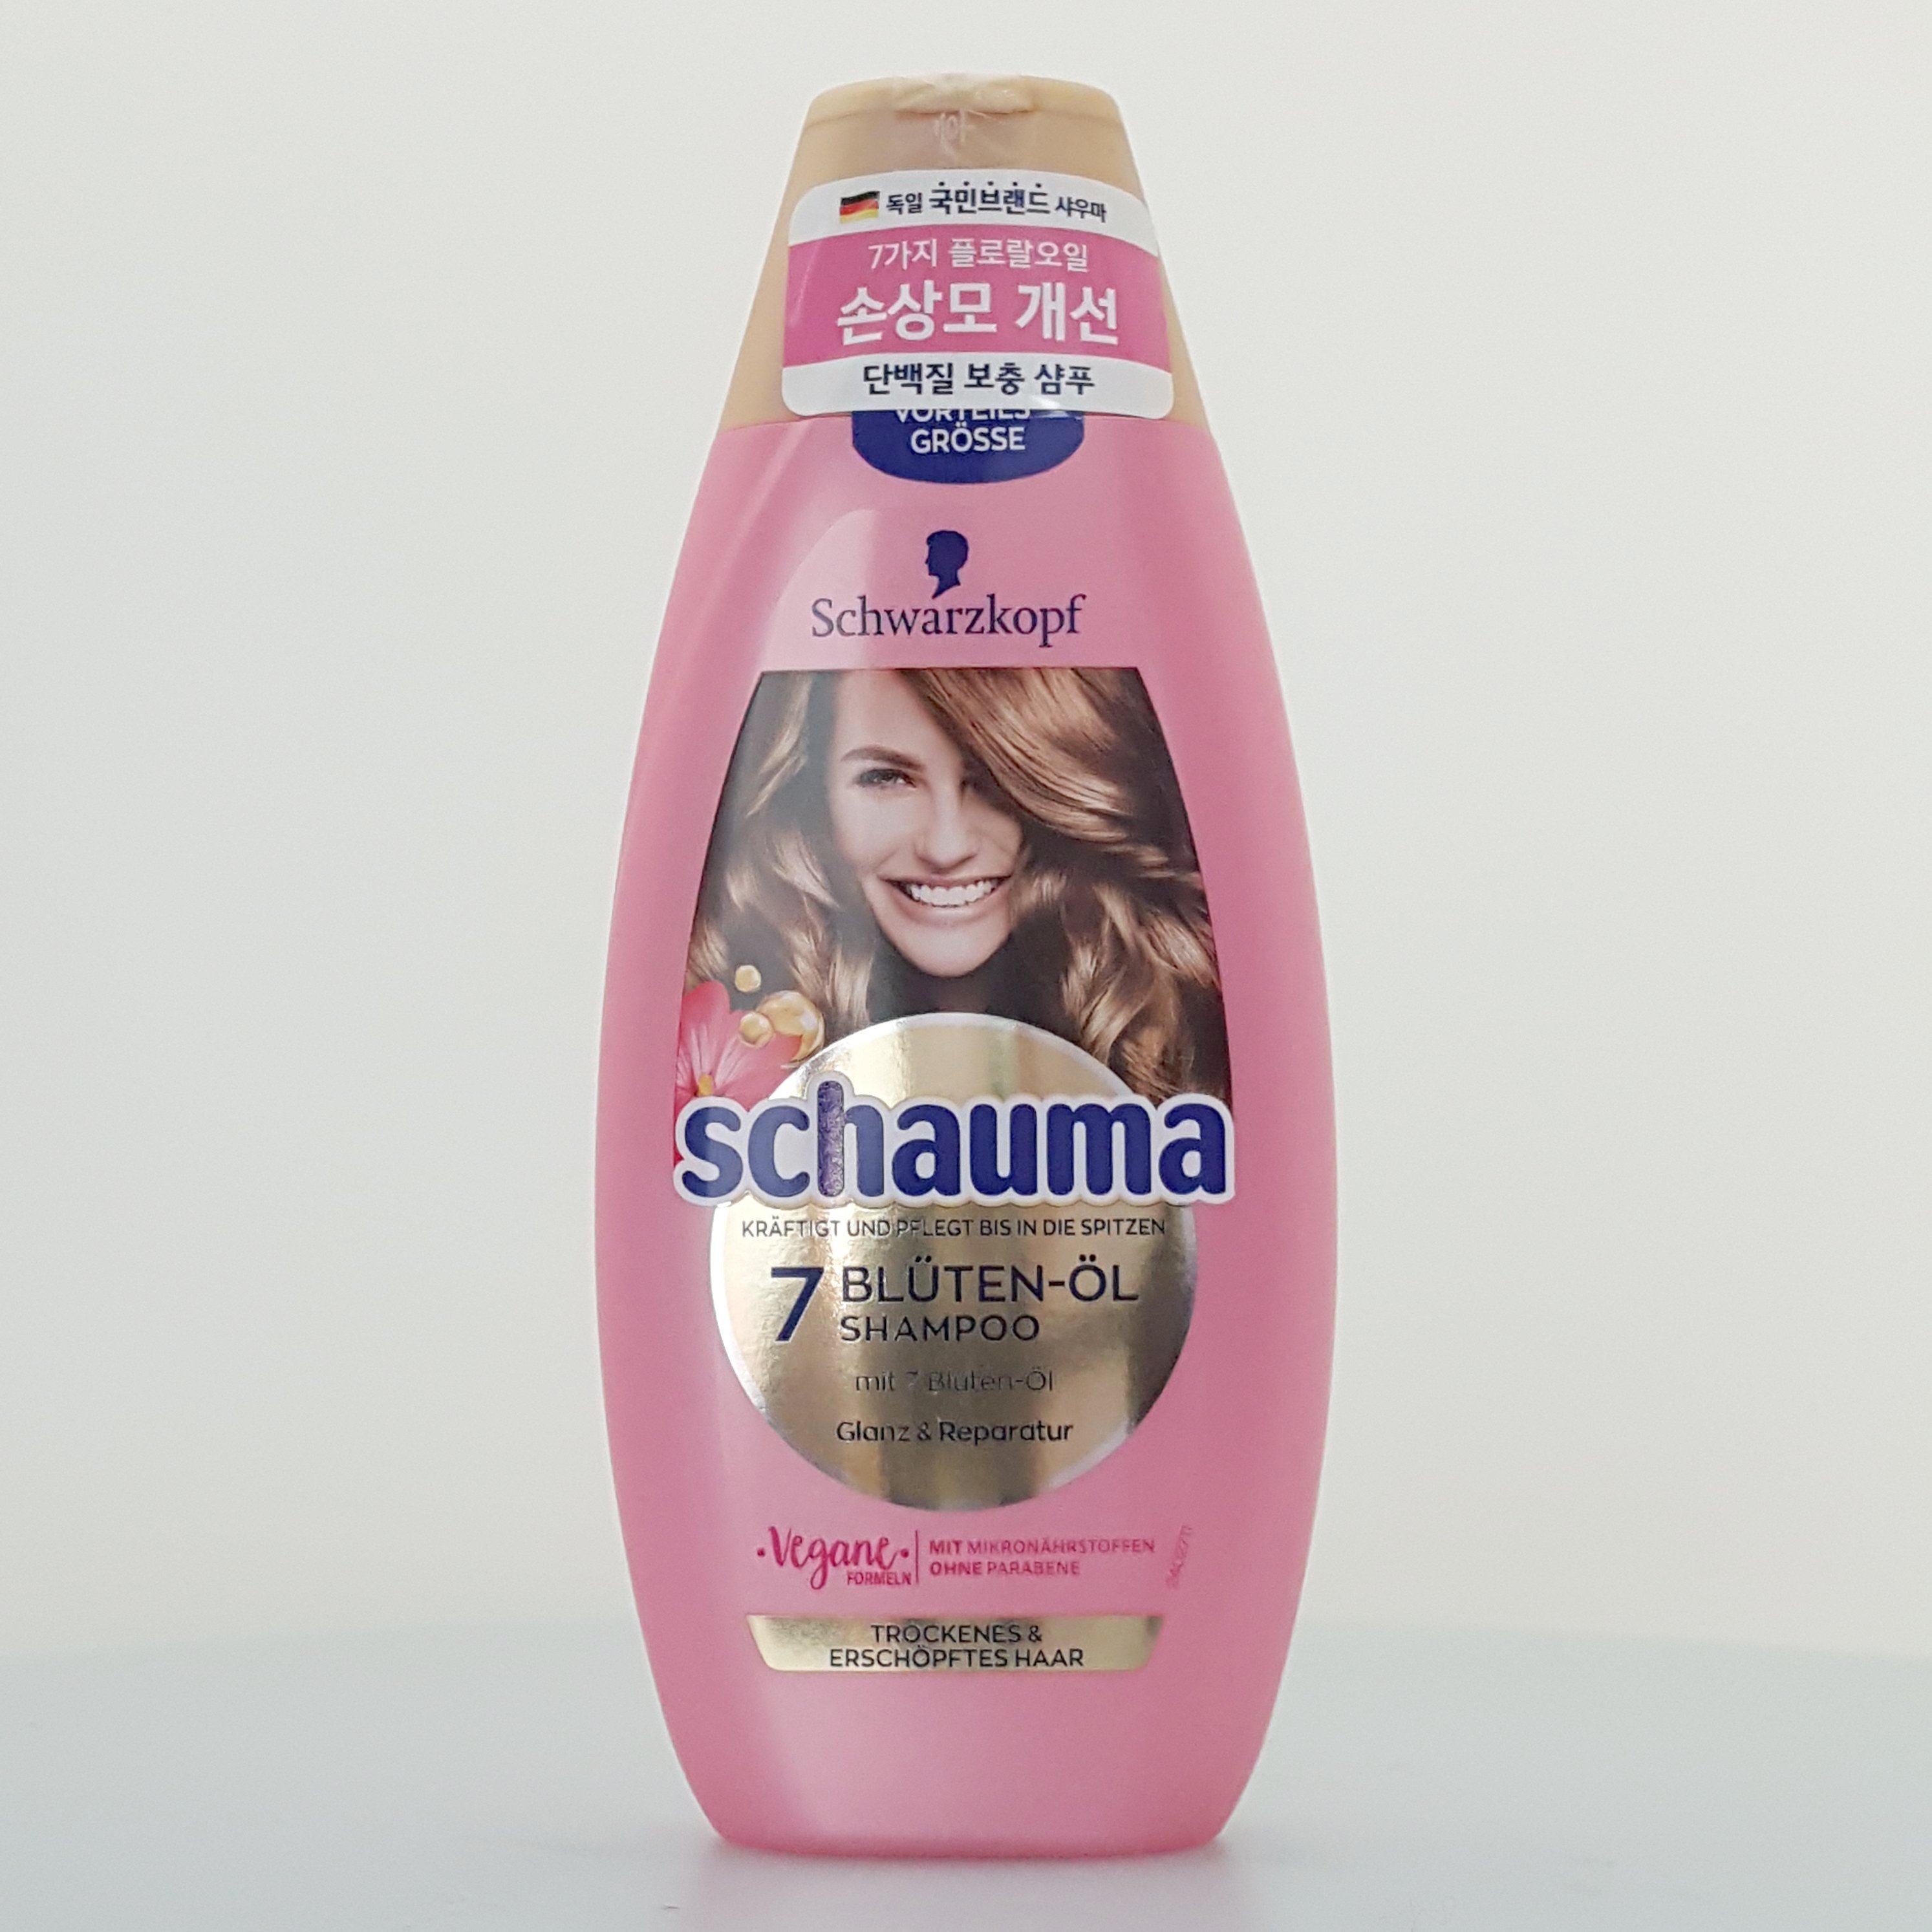 독일 국민브랜드 샤우마
7가지 플로랄오일
손상모 개선
단백질 보충 샴푸
VORTEILS
GRÖSSE
Schwarzkopf
schauma
KRÄFTIGT UND PFLEGT BIS IN DIE SPITZEN
7 BLÜTEN-ÖL
SHAMPOO
mit 7 Blüten-Öl
Glanz & Reparatur
Vegane
FORMELN
MIT MIKRONÄHRSTOFFEN
OHNE PARABENE
TROCKENES &
ERSCHÖPFTES HAAR